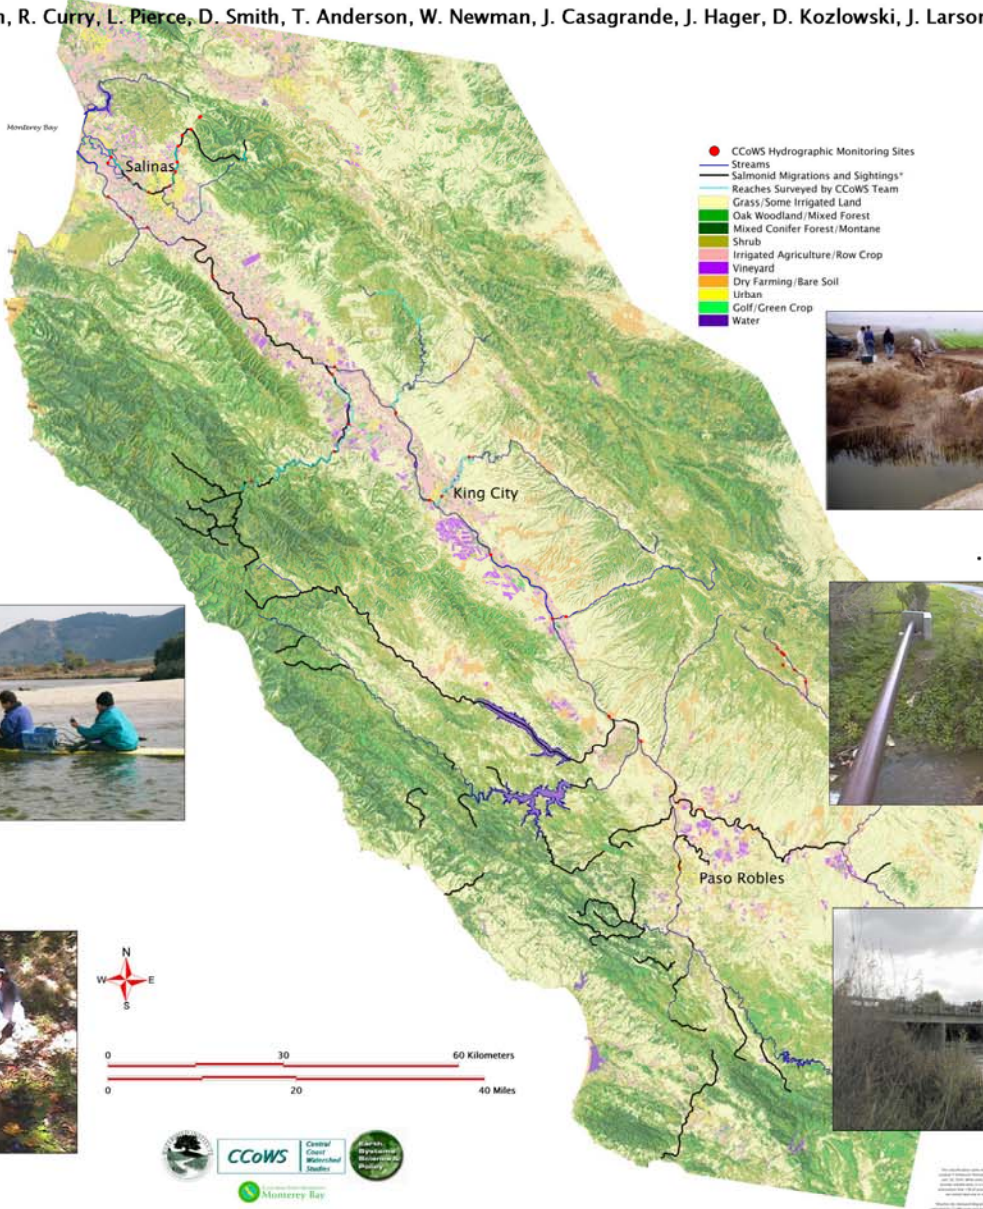 R. Curry, L. Pierce, D. Smith, T. Anderson, W. Newman, J. Casagrande, J. Hager, D. Kozlowski, J. Larson
Monterey Bay
Salinas
CCoWS Hydrographic Monitoring Sites
Streams
Salmonid Migrations and Sightings*
Reaches Surveyed by CCoWS Team
Grass/Some Irrigated Land
Oak Woodland/Mixed Forest
Mixed Conifer Forest/Montane
Shrub
Irrigated Agriculture/Row Crop
Vineyard
Dry Farming/Bare Soil
Urban
Golf/Green Crop
Water
King City
Paso Robles
N
W E
S
0 30 60 Kilometers
0 20 40 Miles
CCoWS
Central
Coast
Watershed
Studies
Earth
Systems
Science &
Policy
Monterey Bay